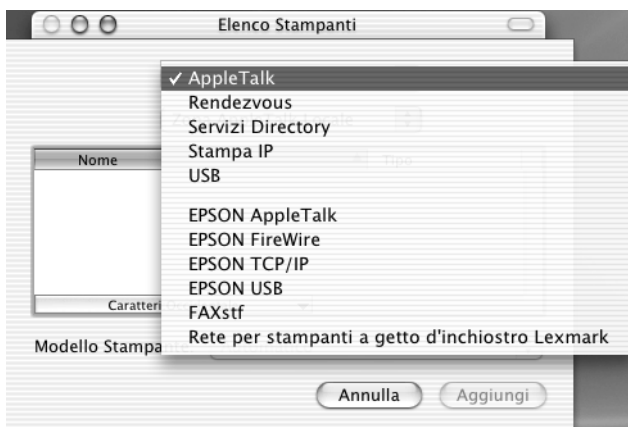 Elenco Stampanti
✓ AppleTalk
Rendezvous
Servizi Directory
Stampa IP
USB
EPSON AppleTalk
EPSON FireWire
EPSON TCP/IP
EPSON USB
FAXstf
Rete per stampanti a getto d'inchiostro Lexmark
Nome
Tipo
Caratteri
Modello Stampante
Annulla
Aggiungi